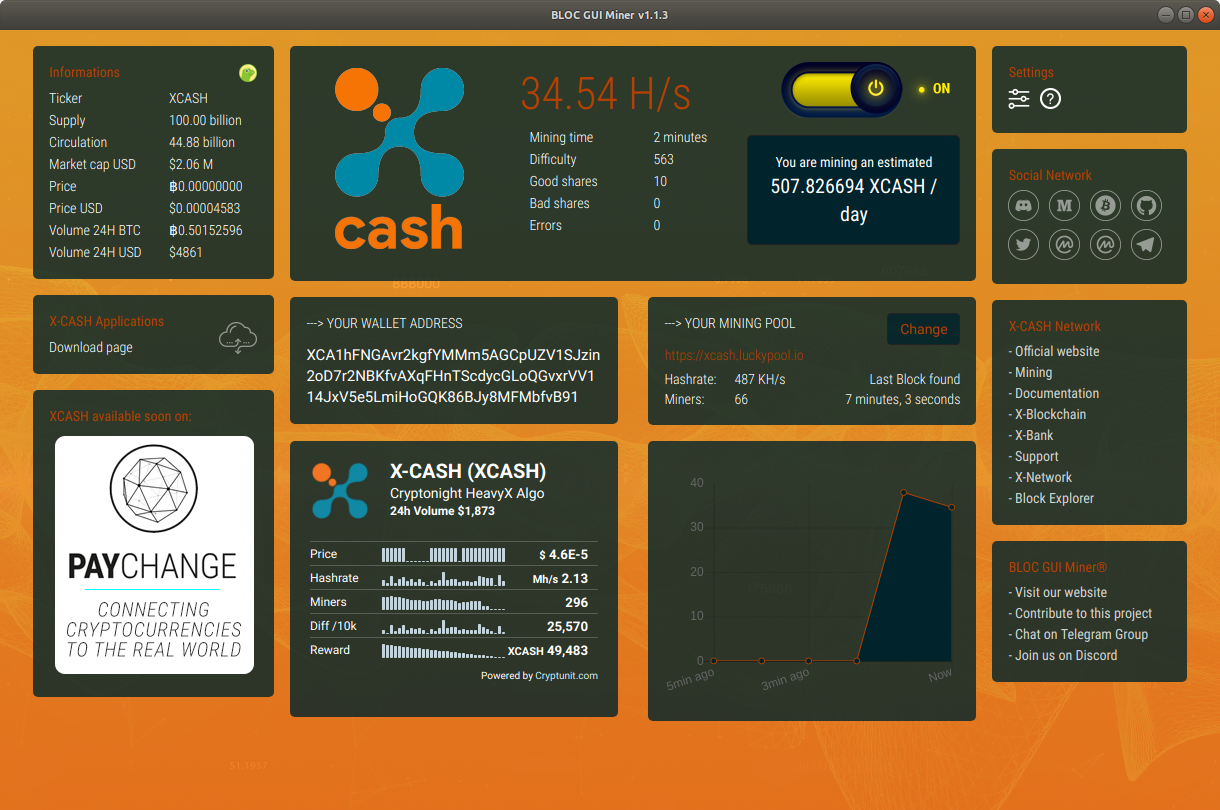 BLOC GUI Miner v1.1.3
Informations
Ticker XCASH
Supply 100.00 billion
Circulation 44.88 billion
Market cap USD $2.06 M
Price ฿0.00000000
Price USD $0.00004583
Volume 24H BTC ฿0.50152596
Volume 24H USD $4861
X-CASH Applications
Download page
XCASH available soon on:
PAYCHANGE
CONNECTING
CRYPTOCURRENCIES
TO THE REAL WORLD
cash
34.54 H/s
Mining time 2 minutes
Difficulty 563
Good shares 10
Bad shares 0
Errors 0
ON
You are mining an estimated
507.826694 XCASH /
day
---> YOUR WALLET ADDRESS
XCA1hFNGAvr2kgfYMMm5AGCpUZV1SJzin
2oD7r2NBKfvAXqFHnTScdycGLoQGvxrVV1
14JxV5e5LmiHoGQK86BJy8MFMbfvB91
---> YOUR MINING POOL
Change
https://xcash.luckypool.io
Hashrate: 487 KH/s Last Block found
Miners: 66 7 minutes, 3 seconds
X-CASH (XCASH)
Cryptonight HeavyX Algo
24h Volume $1,873
Price $ 4.6E-5
Hashrate Mh/s 2.13
Miners 296
Diff /10k 25,570
Reward XCASH 49,483
Powered by Cryptunit.com
40
30
20
10
0
5min ago 3min ago Now
Settings
Social Network
X-CASH Network
- Official website
- Mining
- Documentation
- X-Blockchain
- X-Bank
- Support
- X-Network
- Block Explorer
BLOC GUI Miner®
- Visit our website
- Contribute to this project
- Chat on Telegram Group
- Join us on Discord